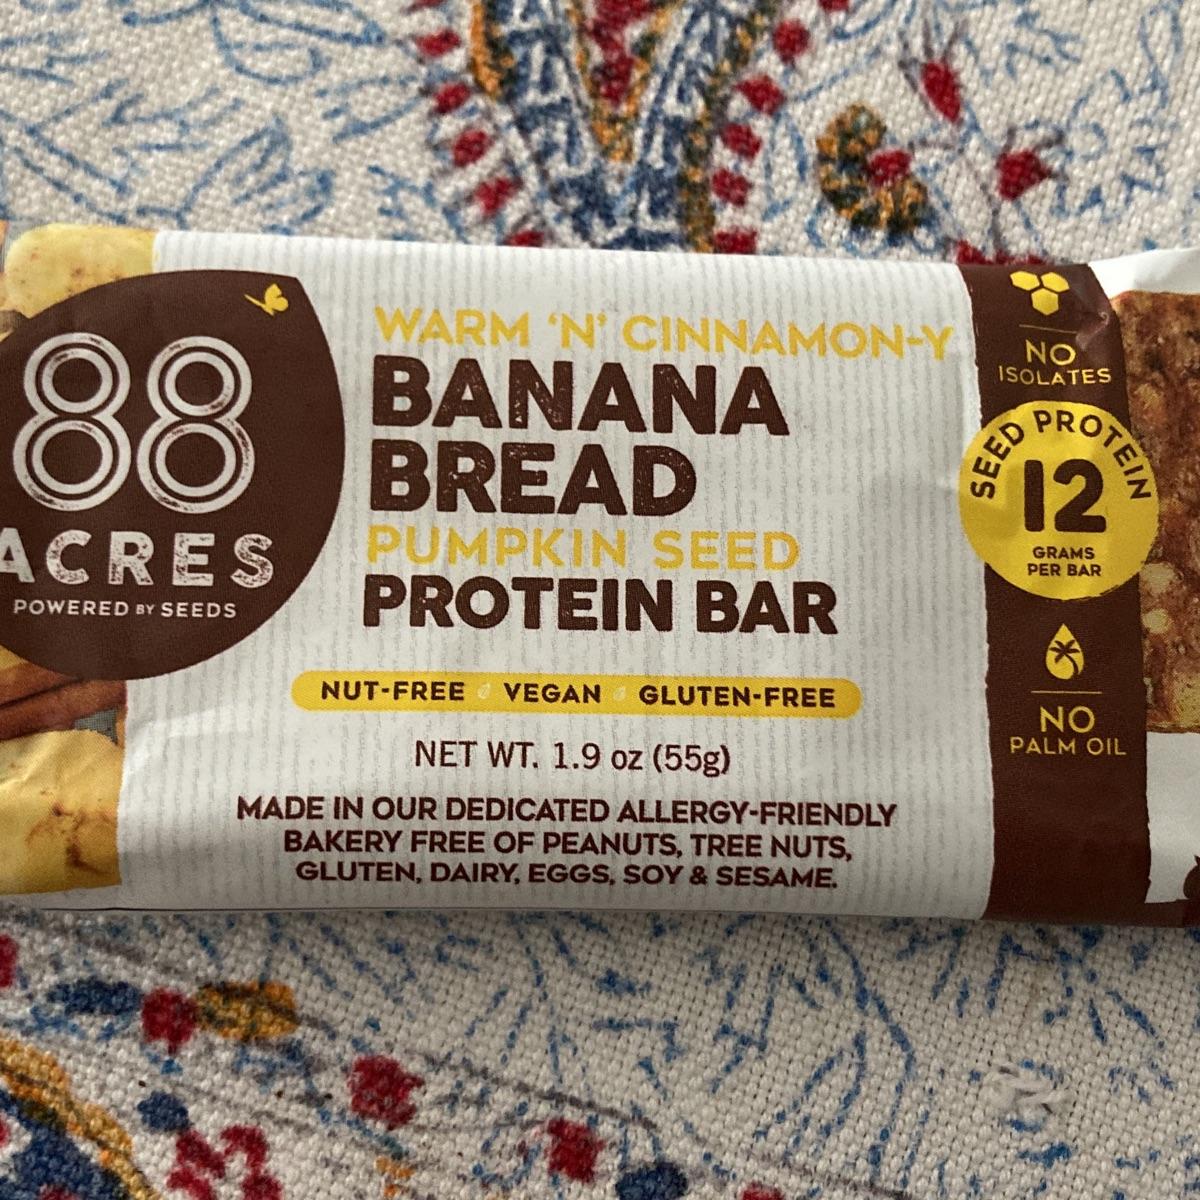 88
ACRES
POWERED BY SEEDS
WARM 'N' CINNAMON-Y
BANANA
BREAD
PUMPKIN SEED
PROTEIN BAR
NUT-FREE VEGAN GLUTEN-FREE
NET WT. 1.9 oz (55g)
MADE IN OUR DEDICATED ALLERGY-FRIENDLY
BAKERY FREE OF PEANUTS, TREE NUTS,
GLUTEN, DAIRY, EGGS, SOY & SESAME.
NO
ISOLATES
SEED PROTEIN
12
GRAMS
PER BAR
NO
PALM OIL